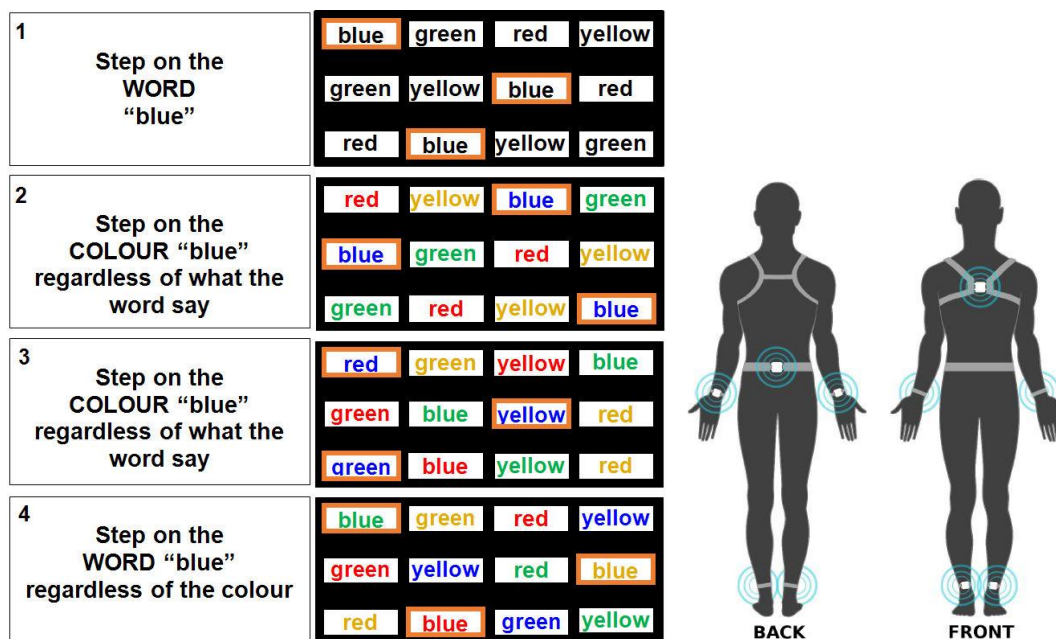 1
Step on the
WORD
“blue”
blue green red yellow
green yellow blue red
red blue yellow green
2
Step on the
COLOUR “blue”
regardless of what the
word say
red yellow blue green
blue green red yellow
green red yellow blue
3
Step on the
COLOUR “blue”
regardless of what the
word say
red green yellow blue
green blue yellow red
green blue yellow red
4
Step on the
WORD “blue”
regardless of the colour
blue green red yellow
green yellow red blue
red blue green yellow
BACK FRONT